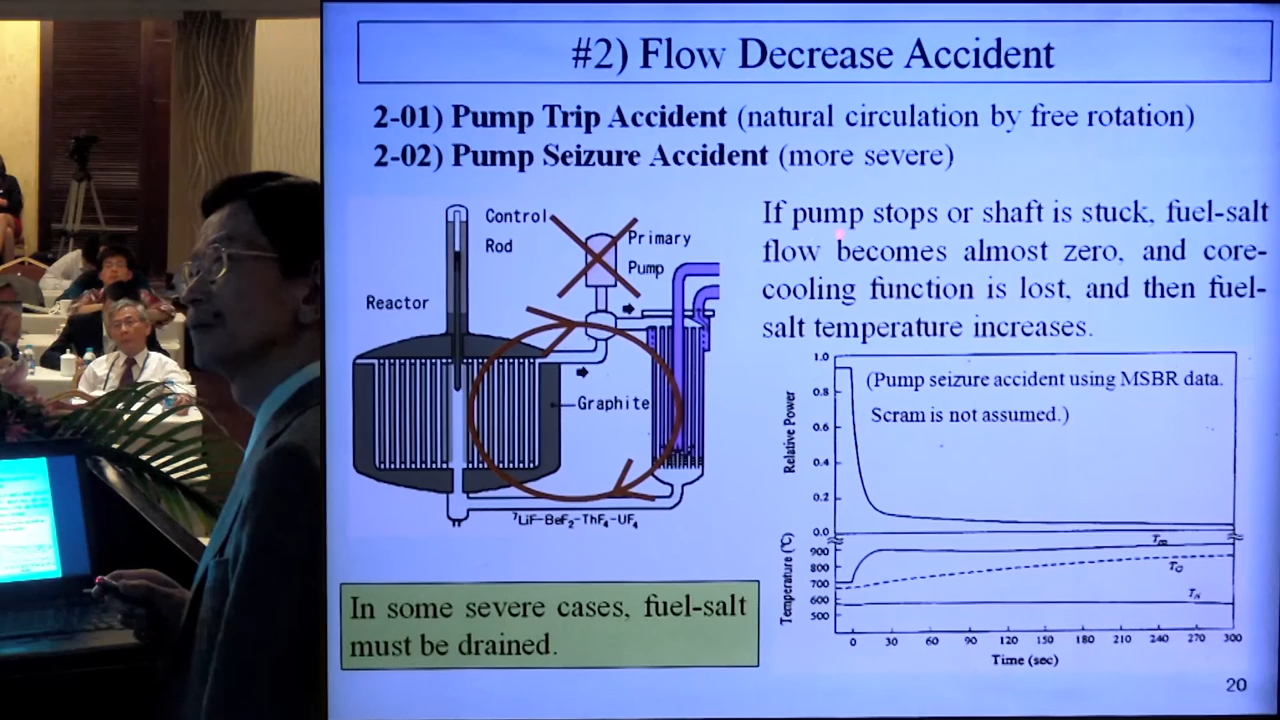 #2) Flow Decrease Accident
2-01) Pump Trip Accident (natural circulation by free rotation)
2-02) Pump Seizure Accident (more severe)
If pump stops or shaft is stuck, fuel-salt
flow becomes almost zero, and core-
cooling function is lost, and then fuel-
salt temperature increases.
Control
Rod
Primary
Pump
Reactor
Graphite
⁷LiF-BeF₂-ThF₄-UF₄
In some severe cases, fuel-salt
must be drained.
(Pump seizure accident using MSBR data.
Scram is not assumed.)
Relative Power
1.0
0.8
0.6
0.4
0.2
0.0
Temperature (℃)
900
800
700
600
500
T_G
0 30 60 90 120 150 180 210 240 270 300
Time (sec)
20